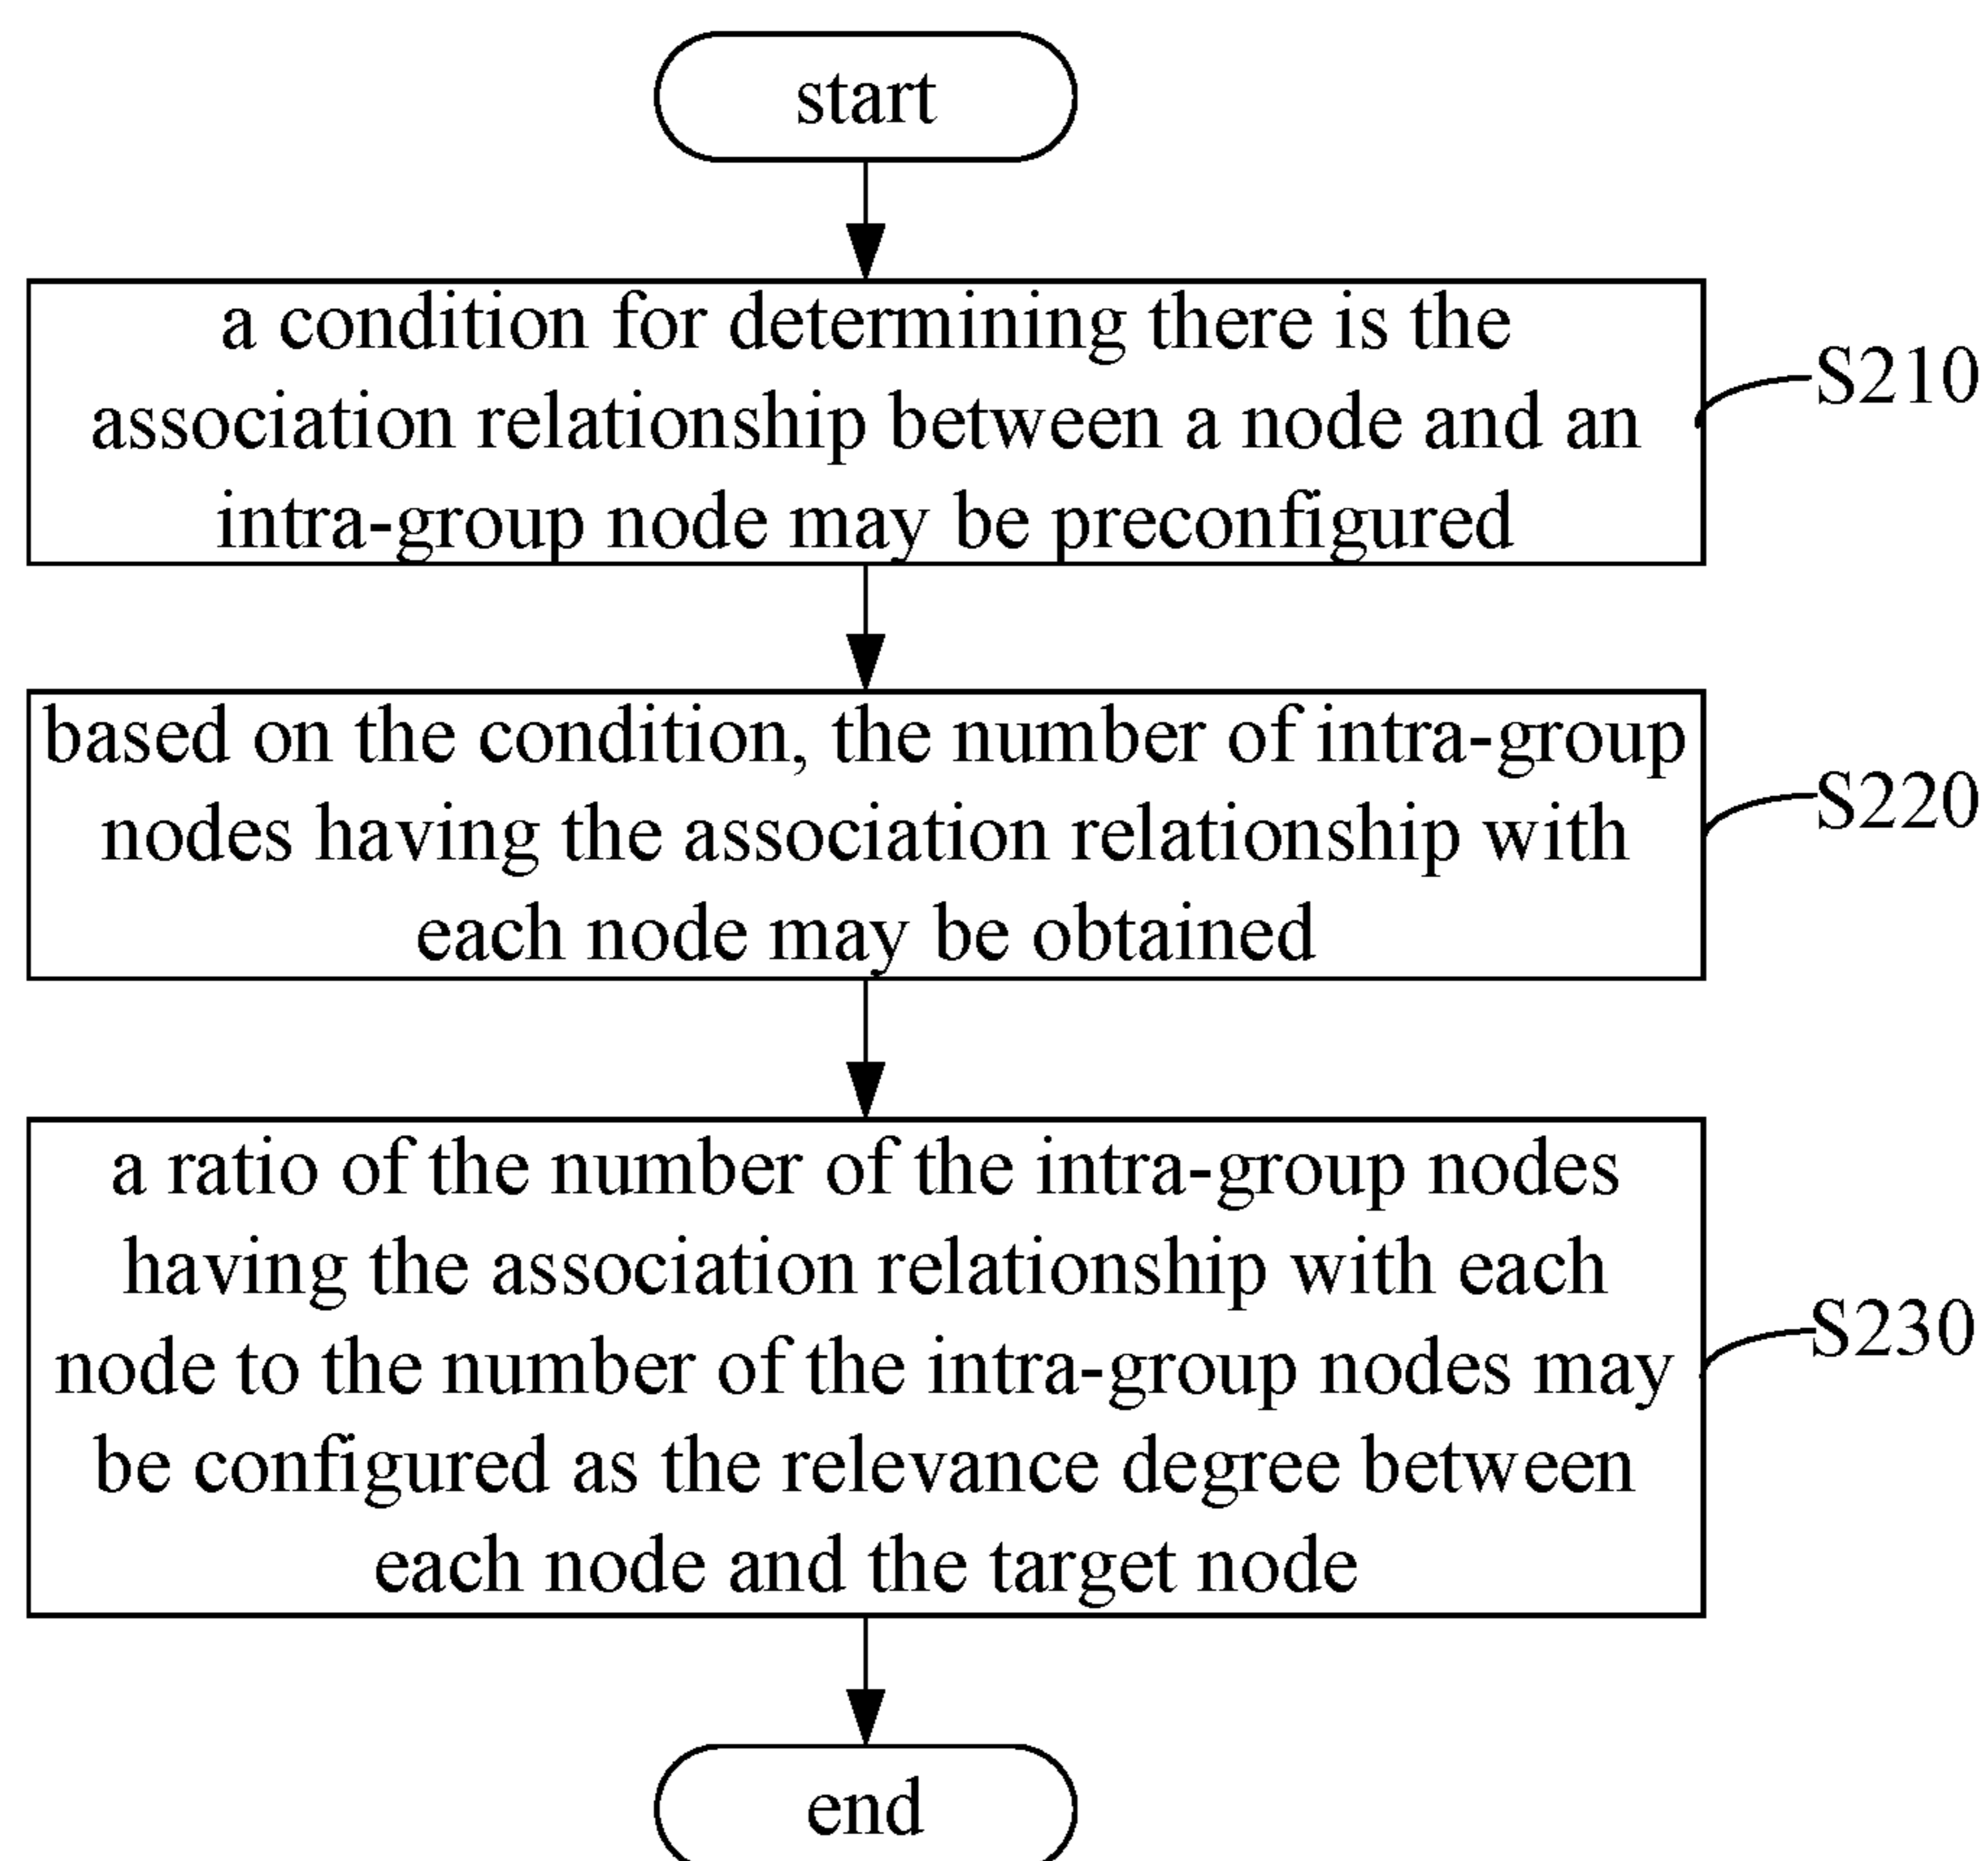 start
a condition for determining there is the
association relationship between a node and an
intra-group node may be preconfigured
S210
based on the condition, the number of intra-group
nodes having the association relationship with
each node may be obtained
S220
a ratio of the number of the intra-group nodes
having the association relationship with each
node to the number of the intra-group nodes may
be configured as the relevance degree between
each node and the target node
S230
end